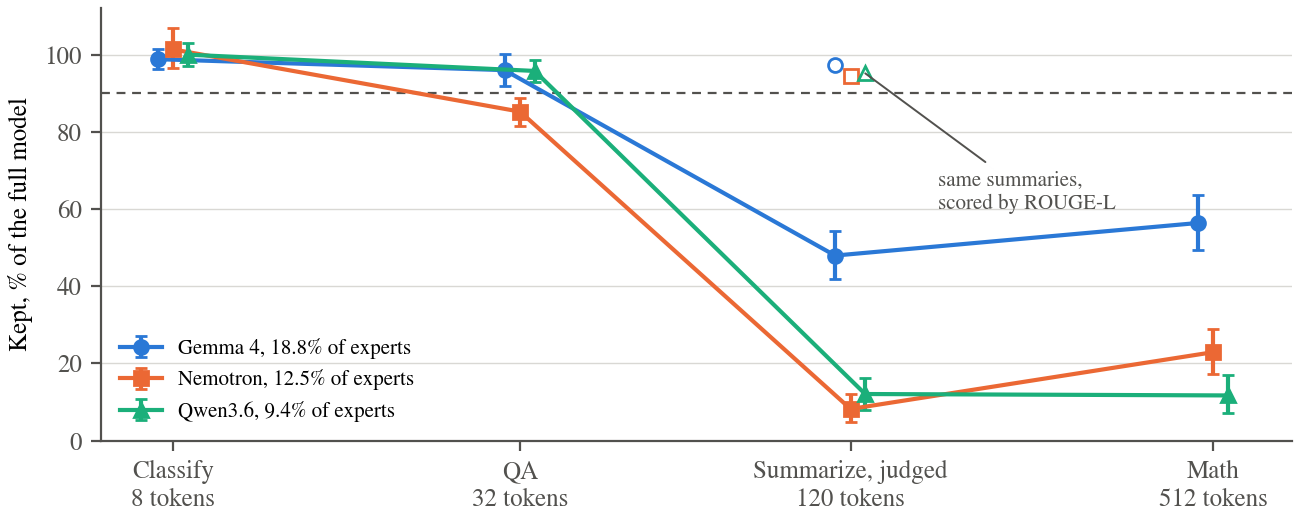 Kept, % of the full model
100
80
60
40
20
0
same summaries,
scored by ROUGE-L
Gemma 4, 18.8% of experts
Nemotron, 12.5% of experts
Qwen3.6, 9.4% of experts
Classify
8 tokens
QA
32 tokens
Summarize, judged
120 tokens
Math
512 tokens